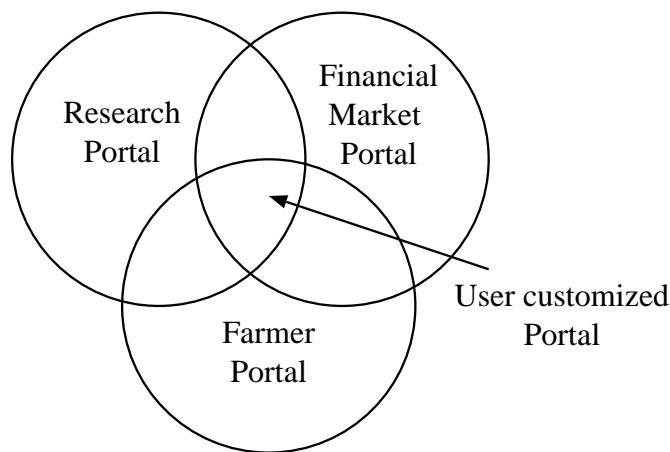 Research
Portal
Financial
Market
Portal
User customized
Portal
Farmer
Portal